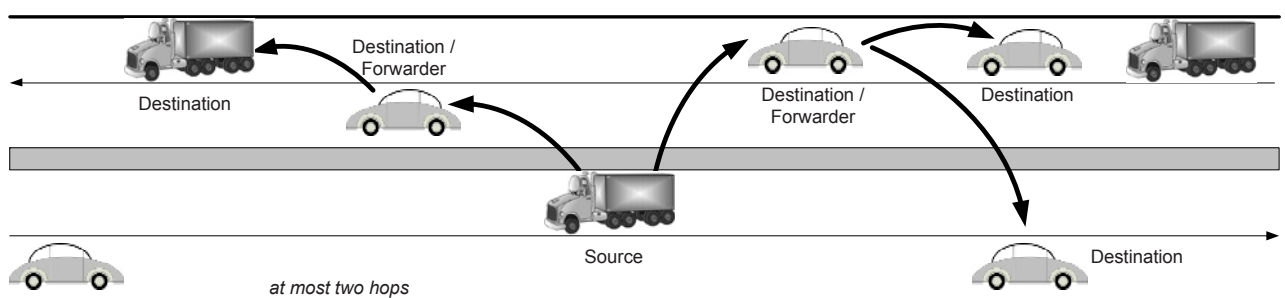 Destination /
Forwarder
Destination
Destination /
Forwarder
Destination
Source
Destination
at most two hops